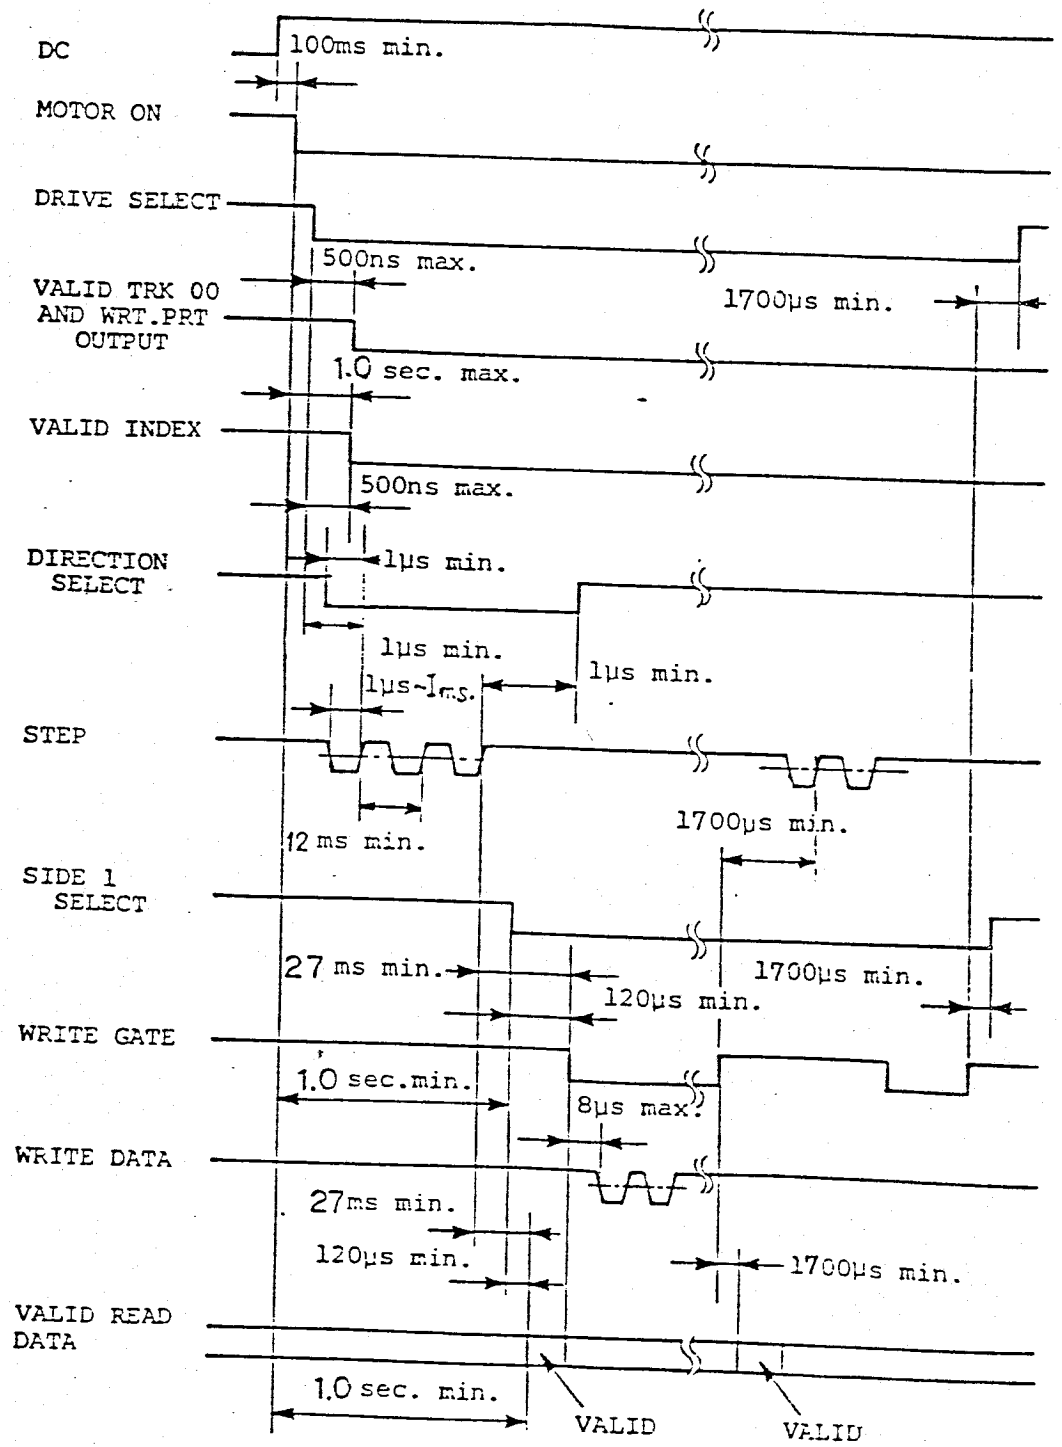 DC
100ms min.
MOTOR ON
DRIVE SELECT
500ns max.
VALID TRK 00
AND WRT.PRT
OUTPUT
1700µs min.
1.0 sec. max.
VALID INDEX
500ns max.
DIRECTION
SELECT
1µs min.
1µs min.
1µs min.
1µs~1ms.
STEP
12 ms min.
1700µs min.
SIDE 1
SELECT
27 ms min.
1700µs min.
120µs min.
WRITE GATE
1.0 sec.min.
8µs max.
WRITE DATA
27ms min.
120µs min.
1700µs min.
VALID READ
DATA
1.0 sec. min.
VALID
VALID